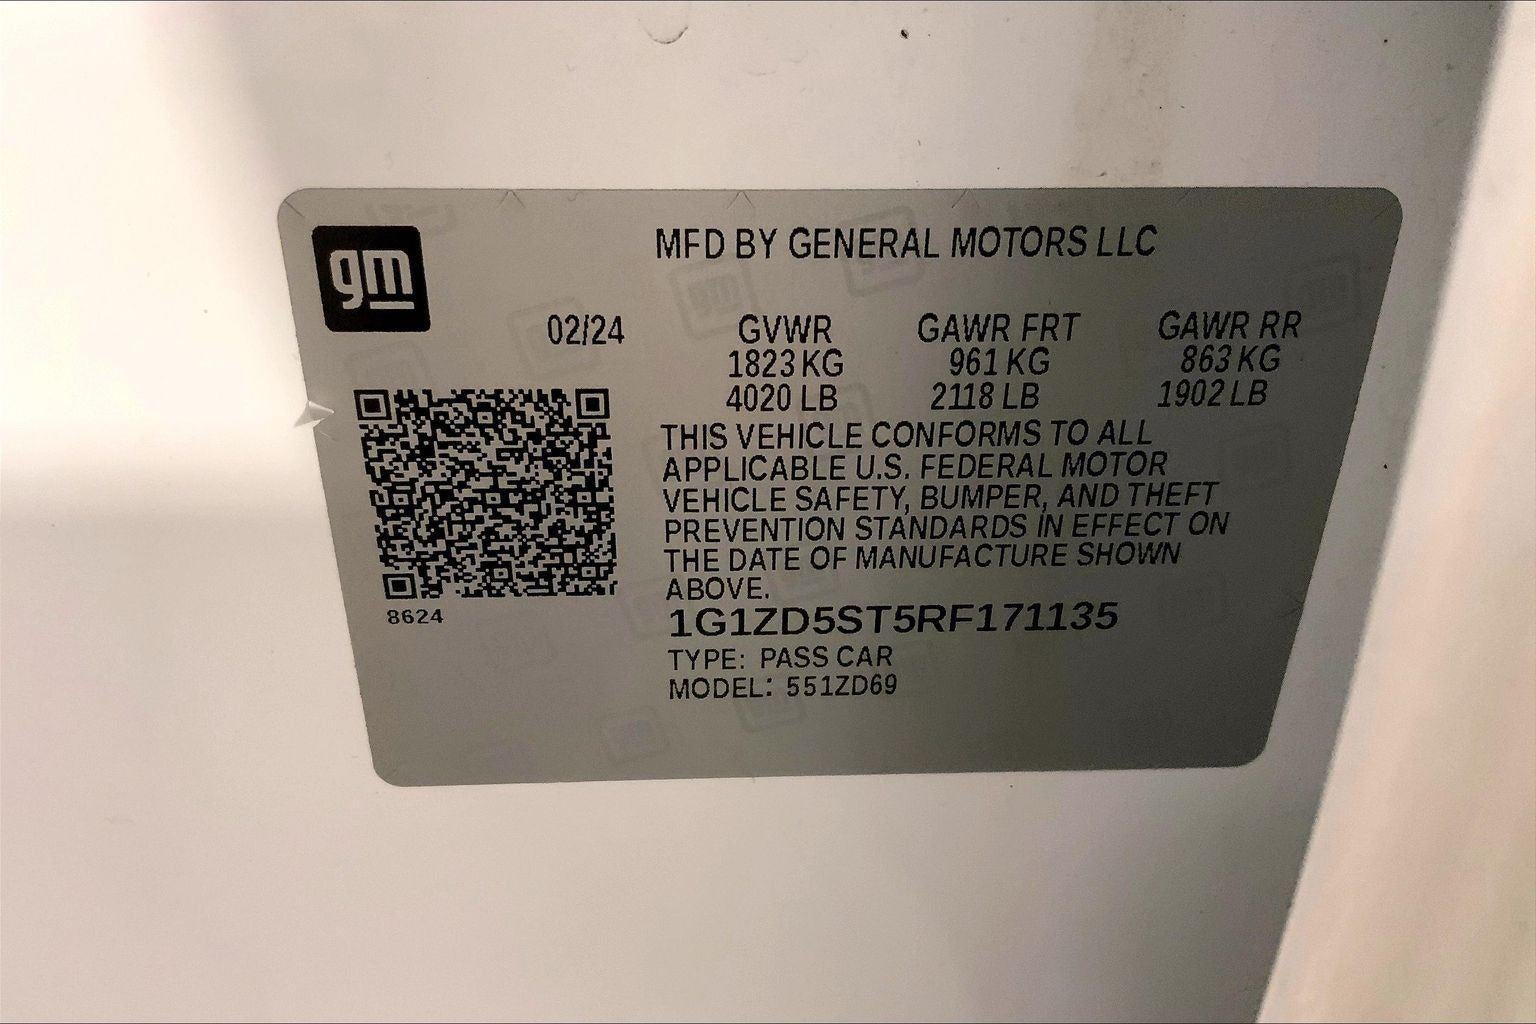 gm
MFD BY GENERAL MOTORS LLC
02/24 GVWR GAWR FRT GAWR RR
1823 KG 961 KG 863 KG
4020 LB 2118 LB 1902 LB
THIS VEHICLE CONFORMS TO ALL
APPLICABLE U.S. FEDERAL MOTOR
VEHICLE SAFETY, BUMPER, AND THEFT
PREVENTION STANDARDS IN EFFECT ON
THE DATE OF MANUFACTURE SHOWN
ABOVE.
8624
1G1ZD5ST5RF171135
TYPE: PASS CAR
MODEL: 551ZD69